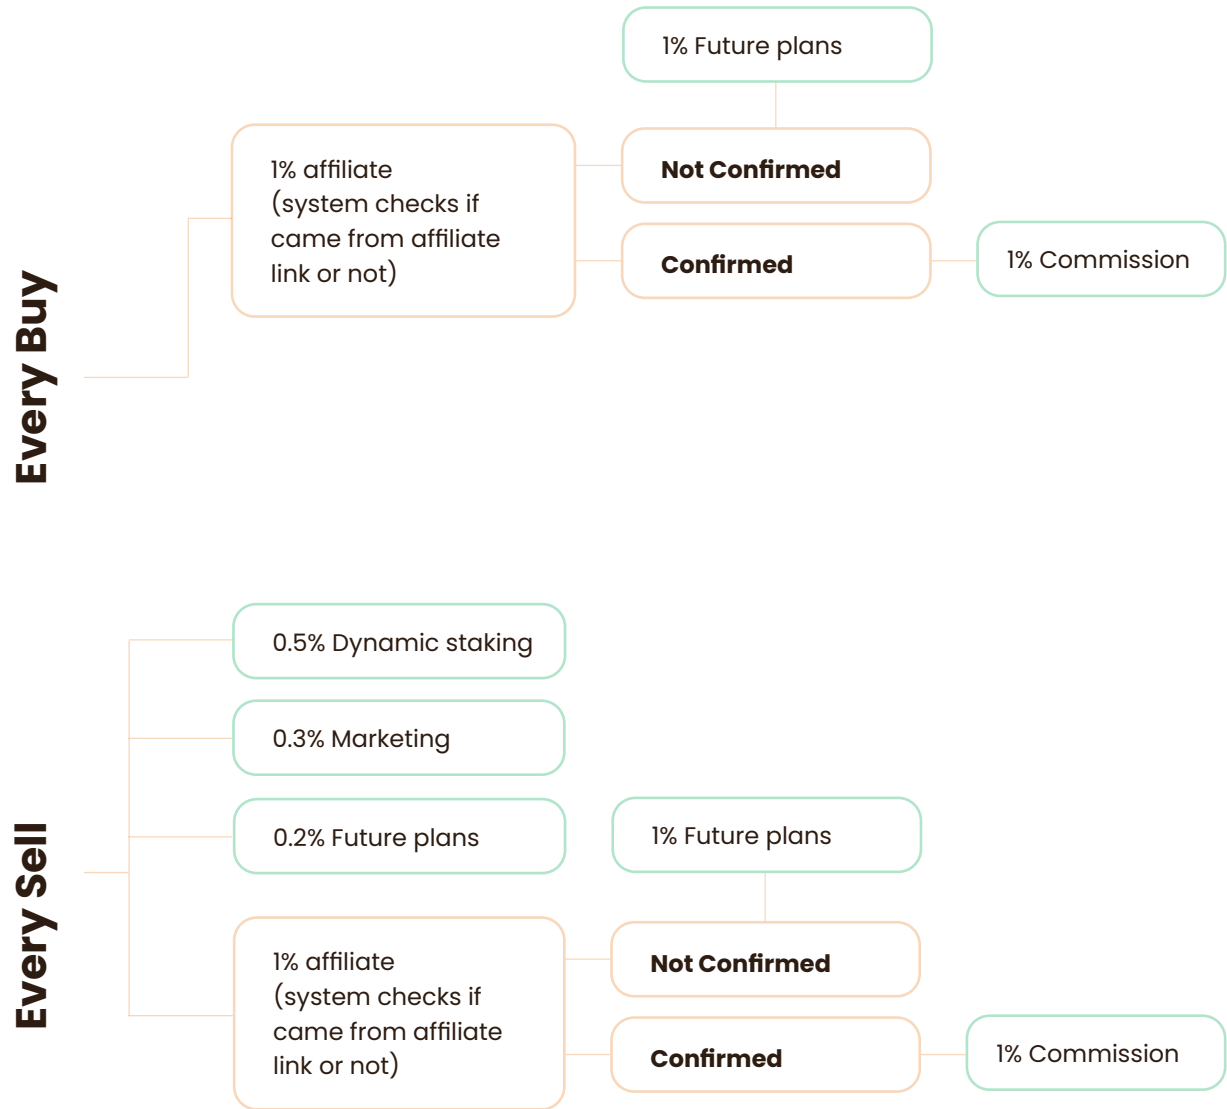 Every Buy
1% Future plans
1% affiliate
(system checks if
came from affiliate
link or not)
Not Confirmed
Confirmed
1% Commission
Every Sell
0.5% Dynamic staking
0.3% Marketing
0.2% Future plans
1% Future plans
1% affiliate
(system checks if
came from affiliate
link or not)
Not Confirmed
Confirmed
1% Commission